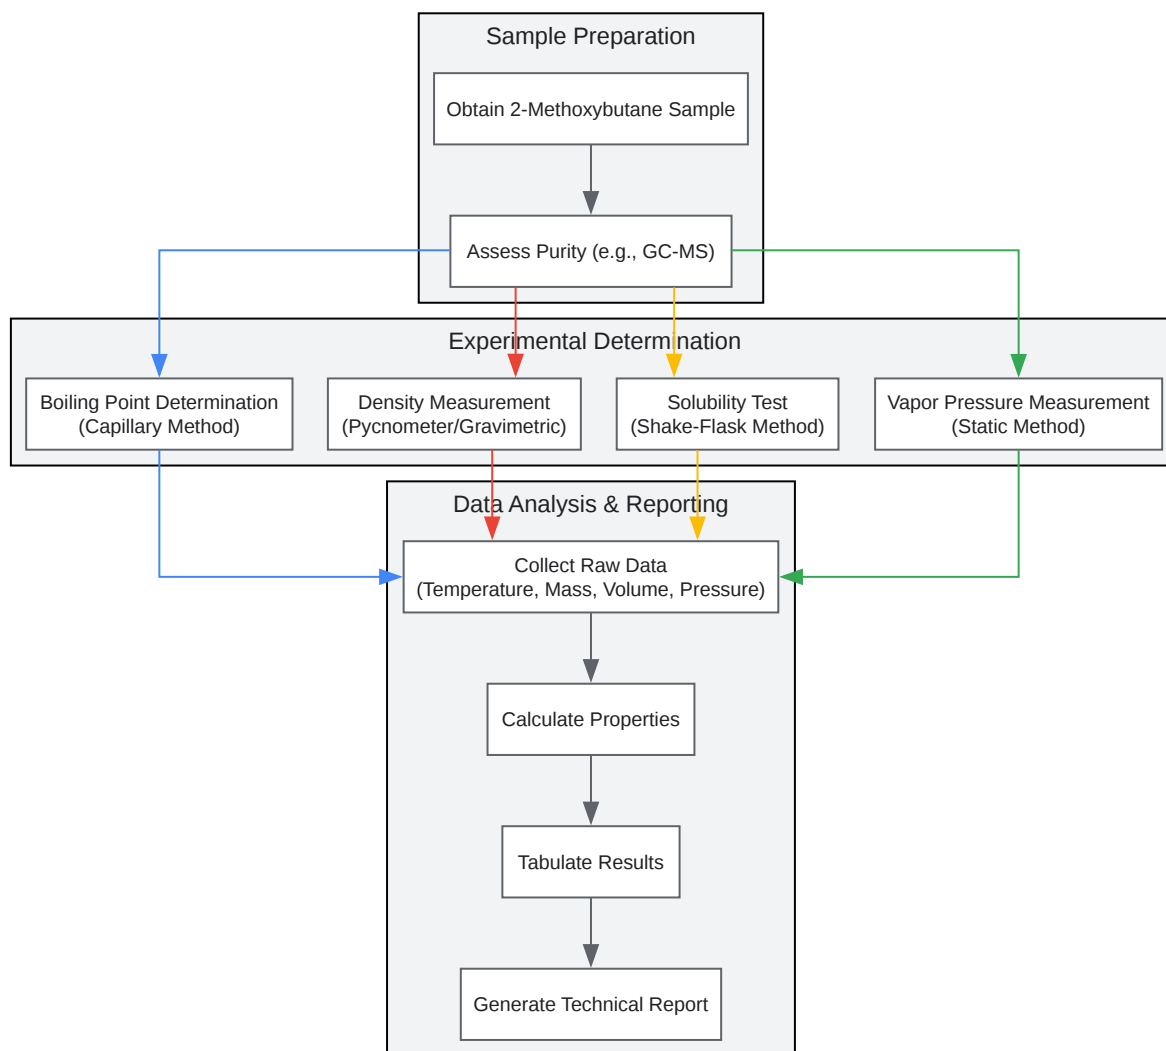 Sample Preparation
Obtain 2-Methoxybutane Sample
Assess Purity (e.g., GC-MS)
Experimental Determination
Boiling Point Determination
(Capillary Method)
Density Measurement
(Pycnometer/Gravimetric)
Solubility Test
(Shake-Flask Method)
Vapor Pressure Measurement
(Static Method)
Data Analysis & Reporting
Collect Raw Data
(Temperature, Mass, Volume, Pressure)
Calculate Properties
Tabulate Results
Generate Technical Report